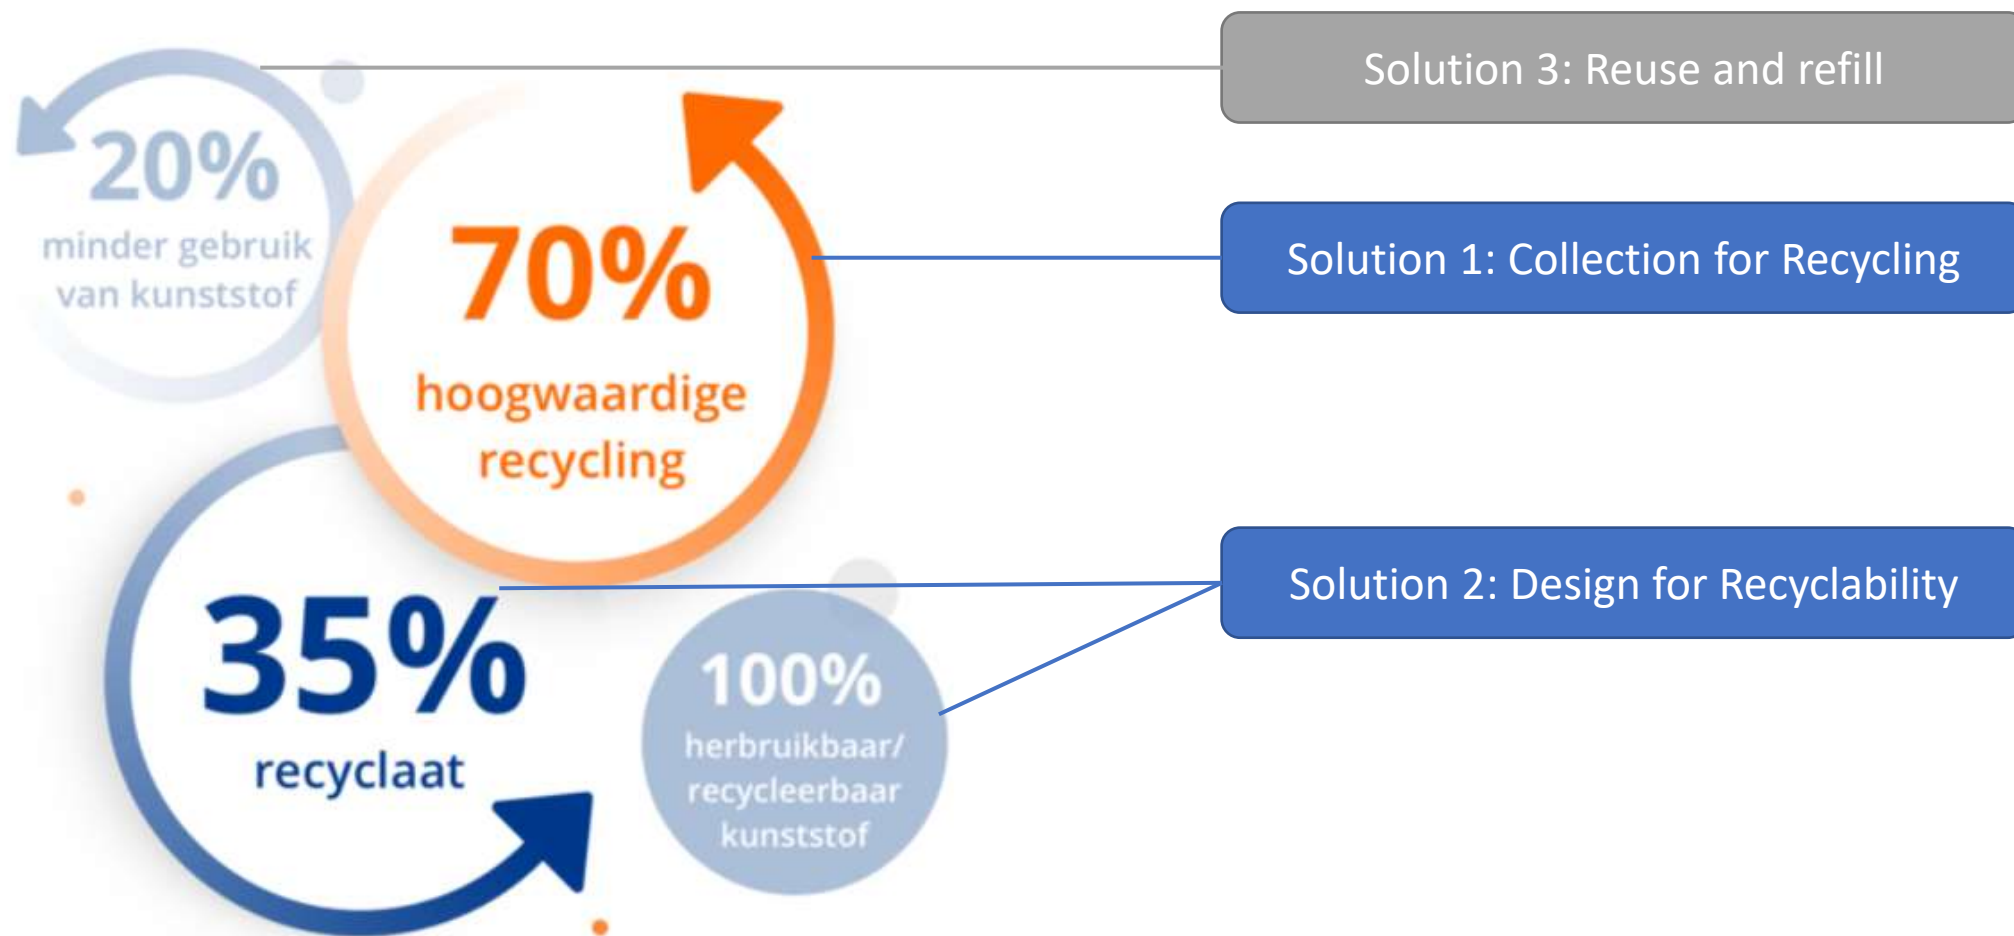 20%
minder gebruik
van kunststof
70%
hoogwaardige
recycling
35%
recyclaat
100%
herbruikbaar/
recycleerbaar
kunststof
Solution 3: Reuse and refill
Solution 1: Collection for Recycling
Solution 2: Design for Recyclability